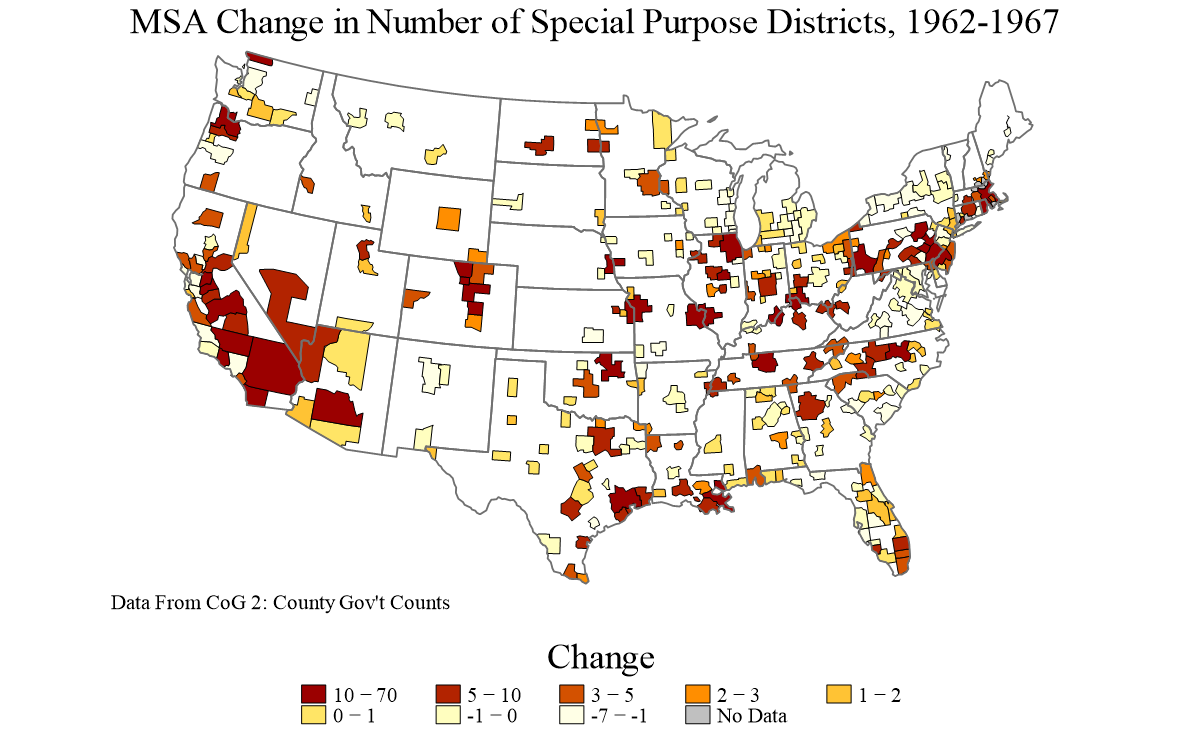 MSA Change in Number of Special Purpose Districts, 1962-1967
Data From CoG 2: County Gov't Counts
Change
10 − 70
5 − 10
3 − 5
2 − 3
1 − 2
0 − 1
-1 − 0
-7 − -1
No Data